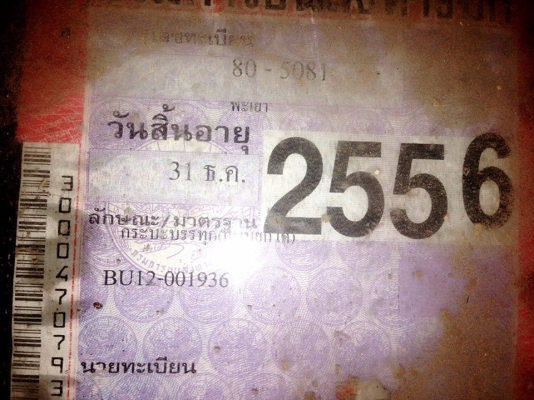 เลขทะเบียน
80 - 5081
พะเยา
วันสิ้นอายุ
31 ธ.ค. 2556
ลักษณะ/มาตรฐาน
BU12-001936
นายทะเบียน
3000470793